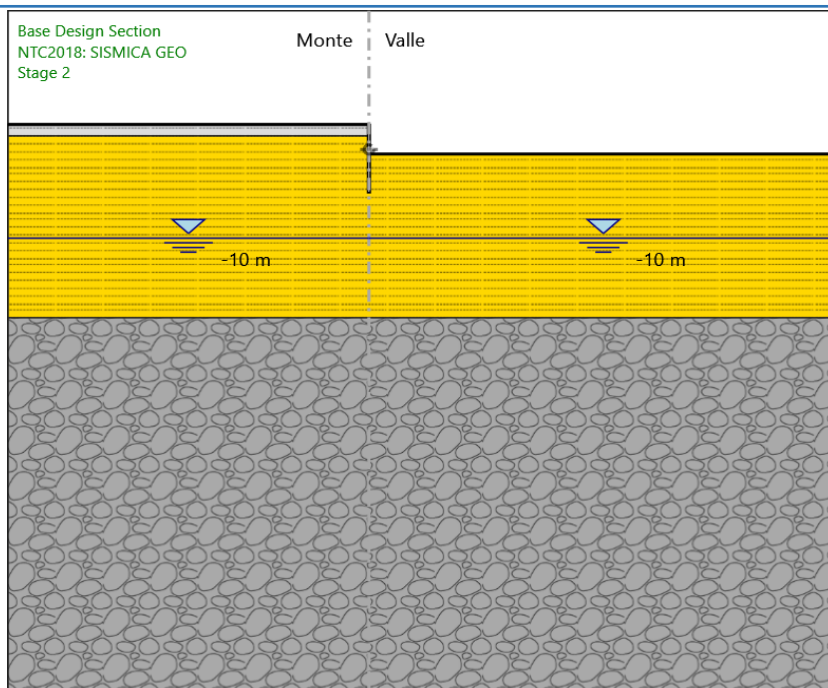 Base Design Section
NTC2018: SISMICA GEO
Stage 2
Monte
Valle
-10 m
-10 m